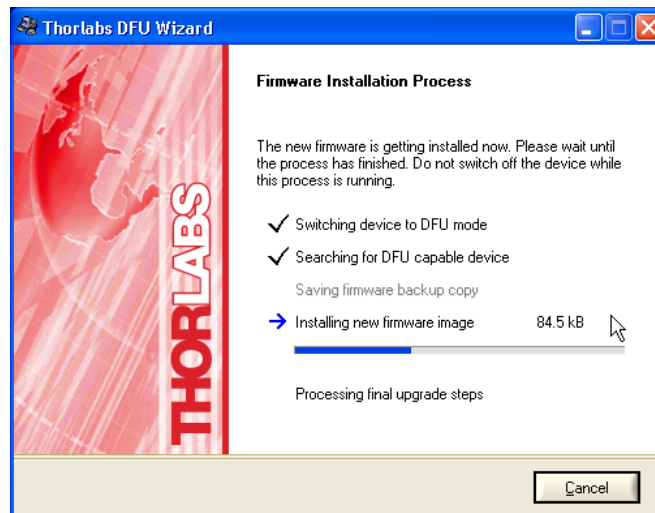 Thorlabs DFU Wizard
Firmware Installation Process
The new firmware is getting installed now. Please wait until
the process has finished. Do not switch off the device while
this process is running.
Switching device to DFU mode
Searching for DFU capable device
Saving firmware backup copy
Installing new firmware image 84.5 kB
Processing final upgrade steps
THORLABS
Cancel